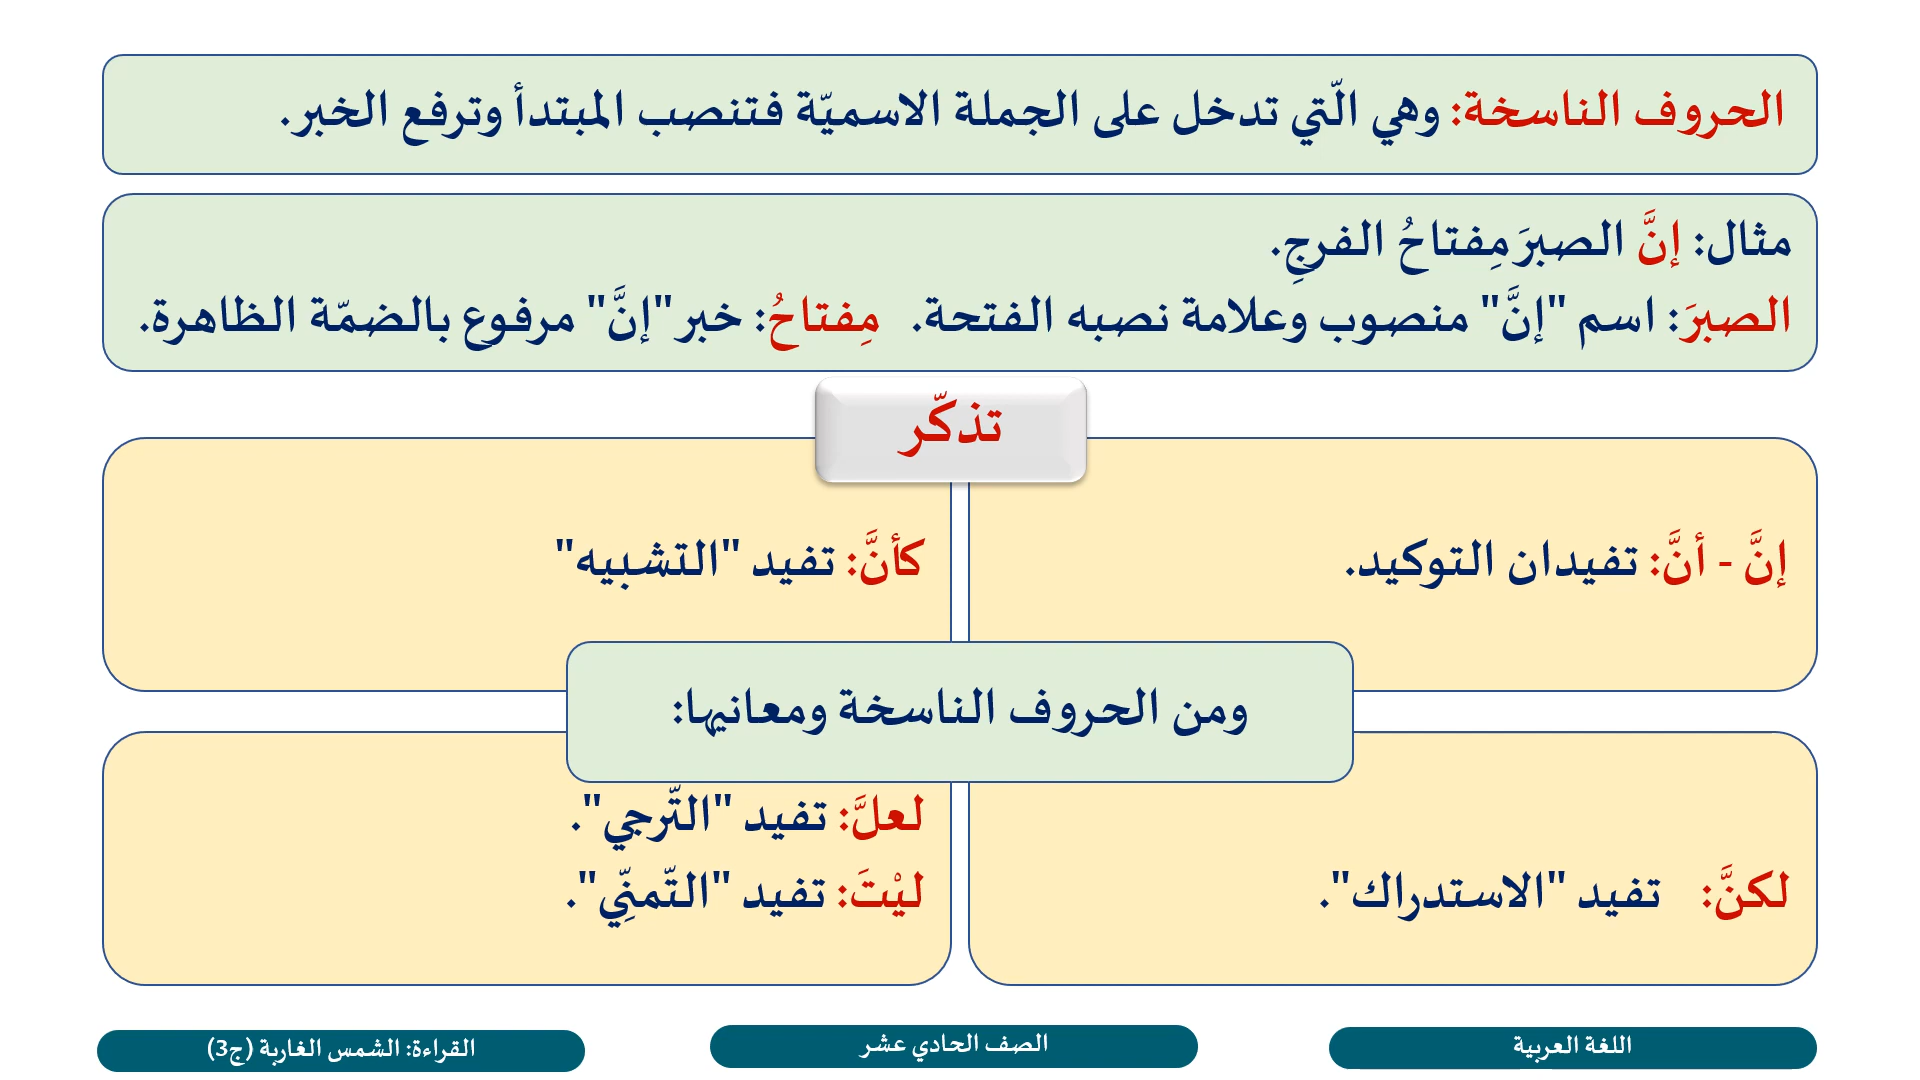 الحروف الناسخة: وهي الّتي تدخل على الجملة الاسميّة فتنصب المبتدأ وترفع الخبر.
مثال: إنَّ الصبرَ مِفتاحُ الفرجِ.
الصبرَ: اسم "إنَّ" منصوب وعلامة نصبه الفتحة. مِفتاحُ: خبر "إنَّ" مرفوع بالضمّة الظاهرة.
تذكّر
إنَّ - أنَّ: تفيدان التوكيد.
كأنَّ: تفيد "التشبيه"
ومن الحروف الناسخة ومعانيها:
لكنَّ: تفيد "الاستدراك".
لعلَّ: تفيد "التّرجي".
ليْتَ: تفيد "التّمنِّي".
اللغة العربية
الصف الحادي عشر
القراءة: الشمس الغاربة (ج3)